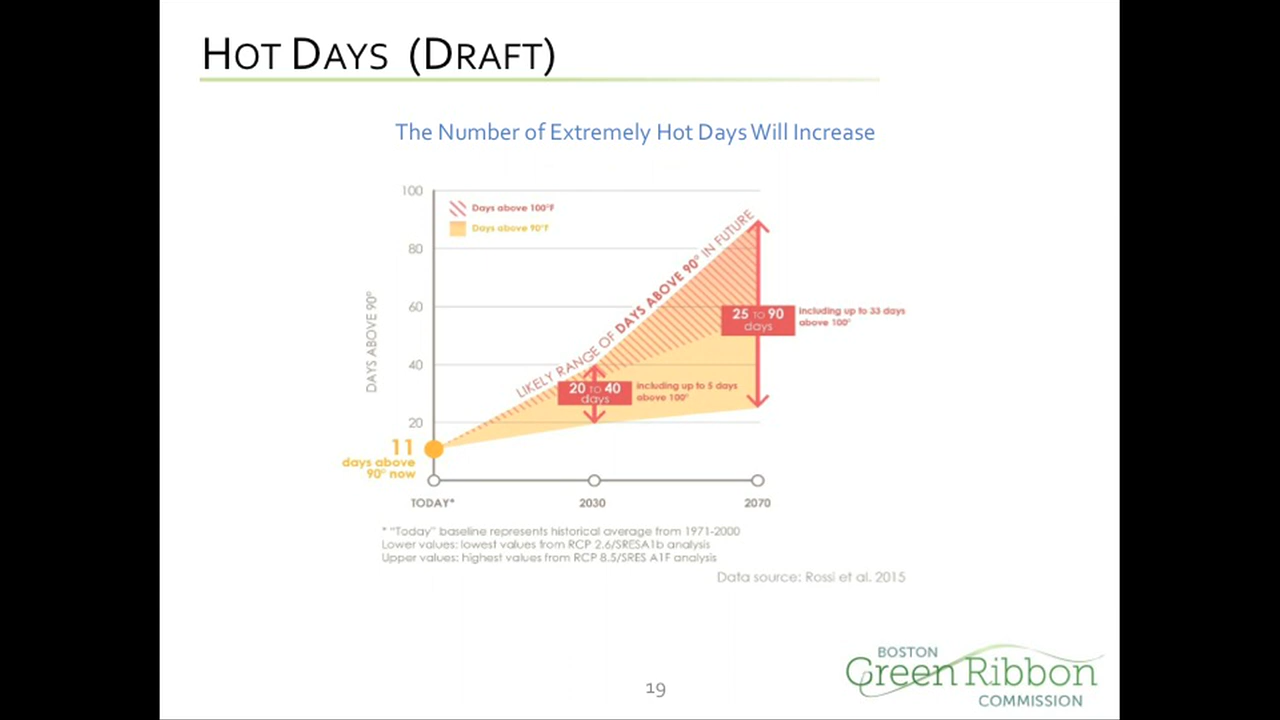 HOT DAYS (DRAFT)
The Number of Extremely Hot Days Will Increase
100
Days above 100°F
Days above 90°F
80
60
40
20
DAYS ABOVE 90°
LIKELY RANGE OF DAYS ABOVE 90° IN FUTURE
25 TO 90
days
including up to 33 days
above 100°
20 TO 40
days
including up to 5 days
above 100°
11
days above
90° now
TODAY*
2030
2070
* "Today" baseline represents historical average from 1971-2000
Lower values: lowest values from RCP 2.6/SRESA1b analysis
Upper values: highest values from RCP 8.5/SRES A1F analysis
Data source: Rossi et al. 2015
19
BOSTON
Green Ribbon
COMMISSION